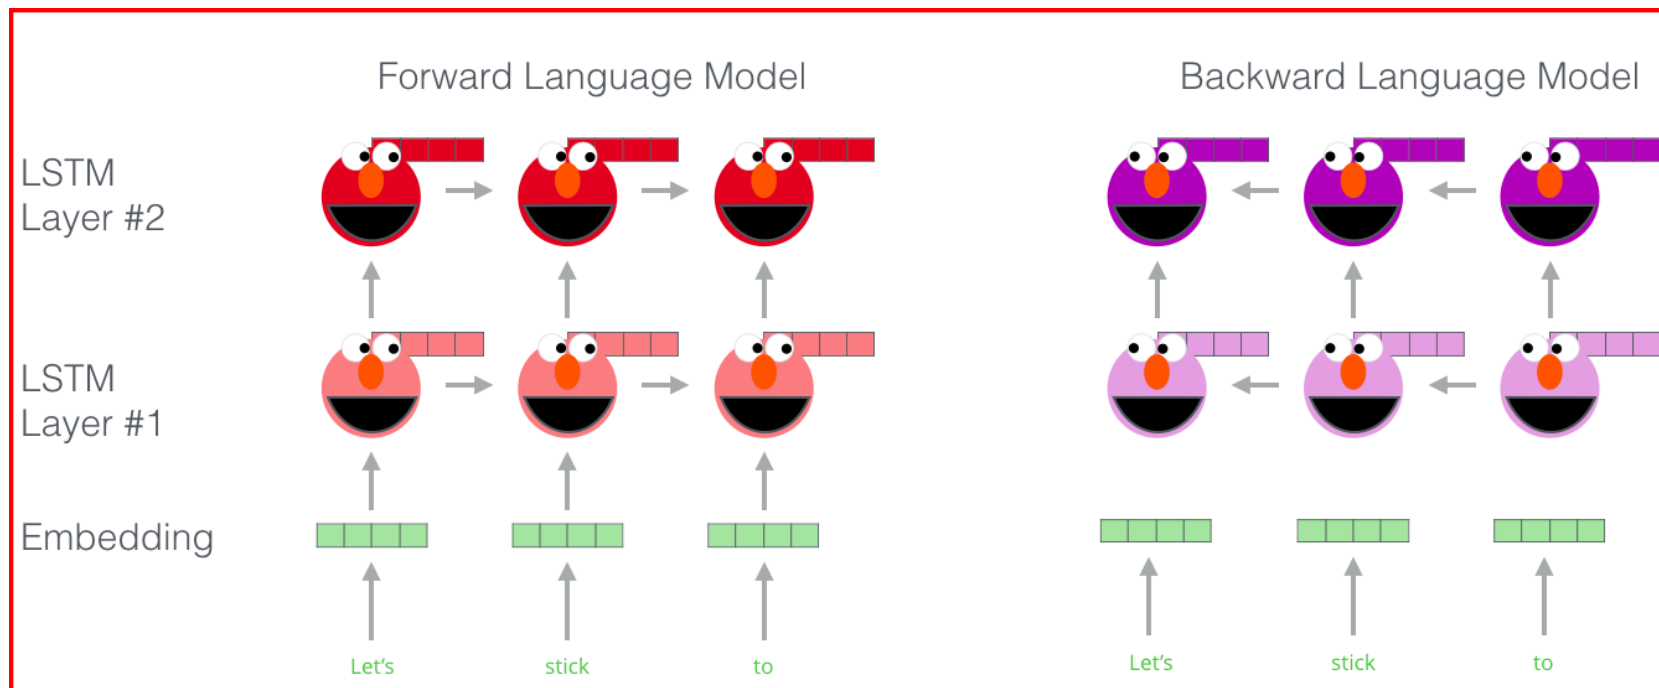 Forward Language Model
Backward Language Model
LSTM
Layer #2
LSTM
Layer #1
Embedding
Let's
stick
to
Let's
stick
to